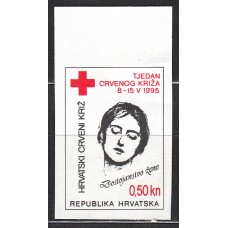 TJEDAN
CRVENOG KRIŽA
8.-15. V 1995.
HRVATSKI CRVENI KRIŽ
Dostojanstvo žene
0,50 kn
REPUBLIKA HRVATSKA